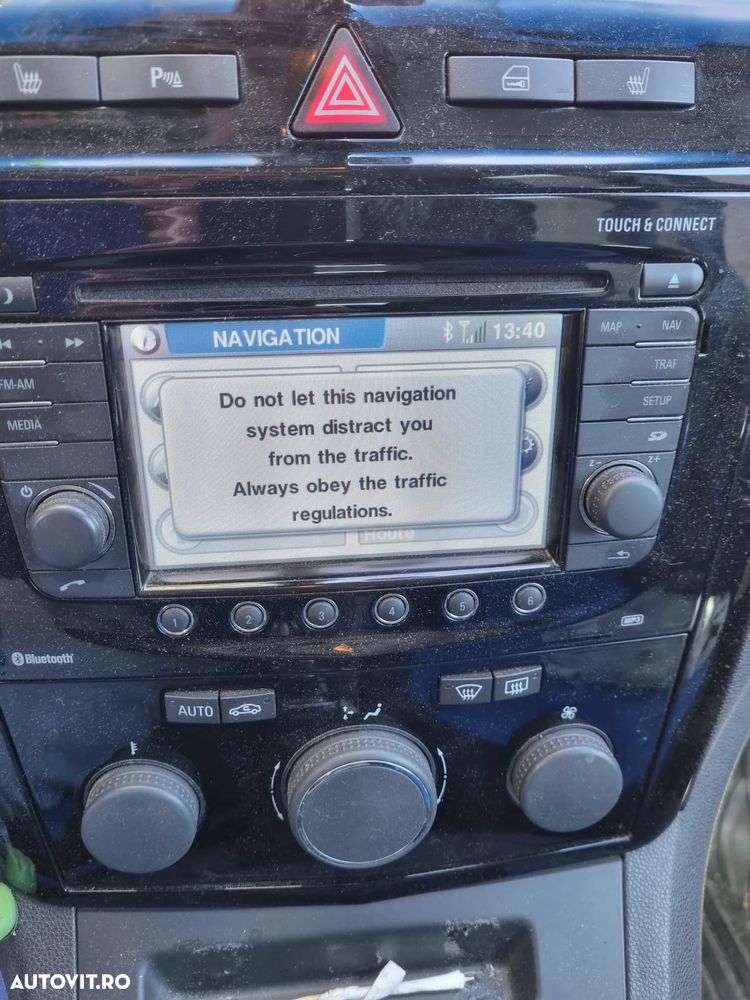 P
TOUCH & CONNECT
NAVIGATION
13:40
MAP · NAV
FM-AM
TRAF
SETUP
MEDIA
Do not let this navigation
system distract you
from the traffic.
Always obey the traffic
regulations.
Route
z- z+
1 2 3 4 5 6
MP3
Bluetooth
AUTO
AUTOVIT.RO